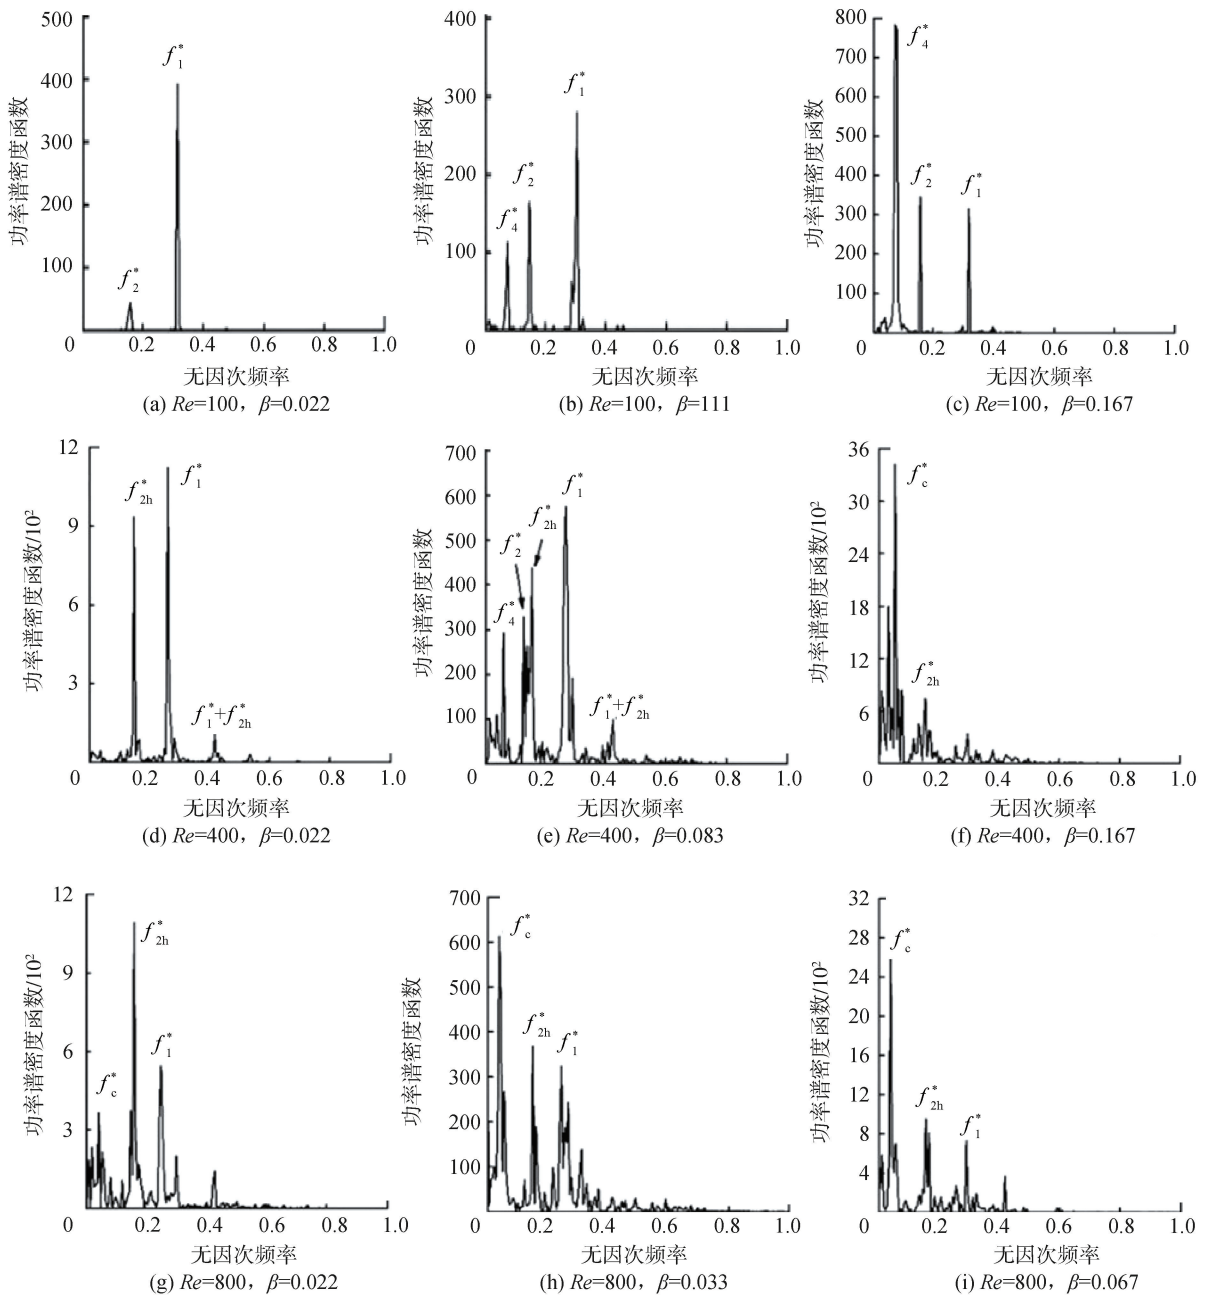 功率谱密度函数
500
400
300
200
100
0
0.2
0.4
0.6
0.8
1.0
f*1
f*2
无因次频率
(a) Re=100，β=0.022
功率谱密度函数
400
300
200
100
0
0.2
0.4
0.6
0.8
1.0
f*1
f*2
f*4
无因次频率
(b) Re=100，β=111
功率谱密度函数
800
700
600
500
400
300
200
100
0
0.2
0.4
0.6
0.8
1.0
f*4
f*2
f*1
无因次频率
(c) Re=100，β=0.167
功率谱密度函数/10²
12
9
6
3
0
0.2
0.4
0.6
0.8
1.0
f*2h
f*1
f*1+f*2h
无因次频率
(d) Re=400，β=0.022
功率谱密度函数
700
600
500
400
300
200
100
0
0.2
0.4
0.6
0.8
1.0
f*1
f*2h
f*2
f*4
f*1+f*2h
无因次频率
(e) Re=400，β=0.083
功率谱密度函数/10²
36
30
24
18
12
6
0
0.2
0.4
0.6
0.8
1.0
f*c
f*2h
无因次频率
(f) Re=400，β=0.167
功率谱密度函数/10²
12
9
6
3
0
0.2
0.4
0.6
0.8
1.0
f*2h
f*1
f*c
无因次频率
(g) Re=800，β=0.022
功率谱密度函数
700
600
500
400
300
200
100
0
0.2
0.4
0.6
0.8
1.0
f*c
f*2h
f*1
无因次频率
(h) Re=800，β=0.033
功率谱密度函数/10²
32
28
24
20
16
12
8
4
0
0.2
0.4
0.6
0.8
1.0
f*c
f*2h
f*1
无因次频率
(i) Re=800，β=0.067